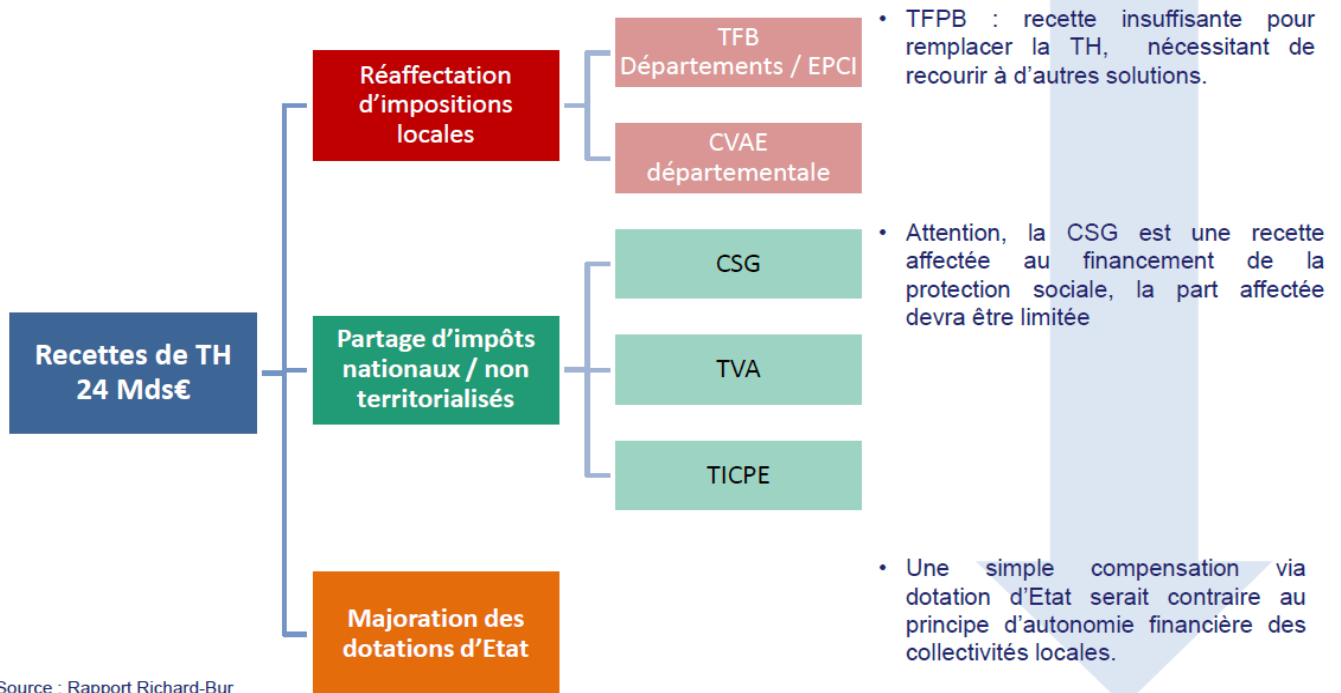 Recettes de TH
24 Mds€
Réaffectation
d'impositions
locales
TFB
Départements / EPCI
CVAE
départementale
Partage d'impôts
nationaux / non
territorialisés
CSG
TVA
TICPE
Majoration des
dotations d'Etat
• TFPB : recette insuffisante pour
remplacer la TH, nécessitant de
recourir à d'autres solutions.
• Attention, la CSG est une recette
affectée au financement de la
protection sociale, la part affectée
devra être limitée
• Une simple compensation via
dotation d'Etat serait contraire au
principe d'autonomie financière des
collectivités locales.
Source : Rapport Richard-Bur